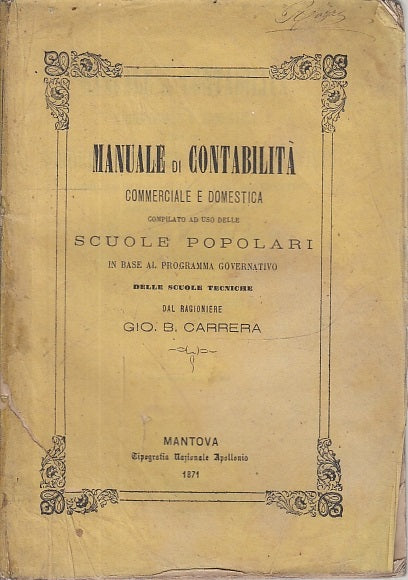 MANUALE DI CONTABILITÀ
COMMERCIALE E DOMESTICA
COMPILATO AD USO DELLE
SCUOLE POPOLARI
IN BASE AL PROGRAMMA GOVERNATIVO
DELLE SCUOLE TECNICHE
DAL RAGIONIERE
GIO. B. CARRERA
MANTOVA
Tipografia Nazionale Apollonio
1871